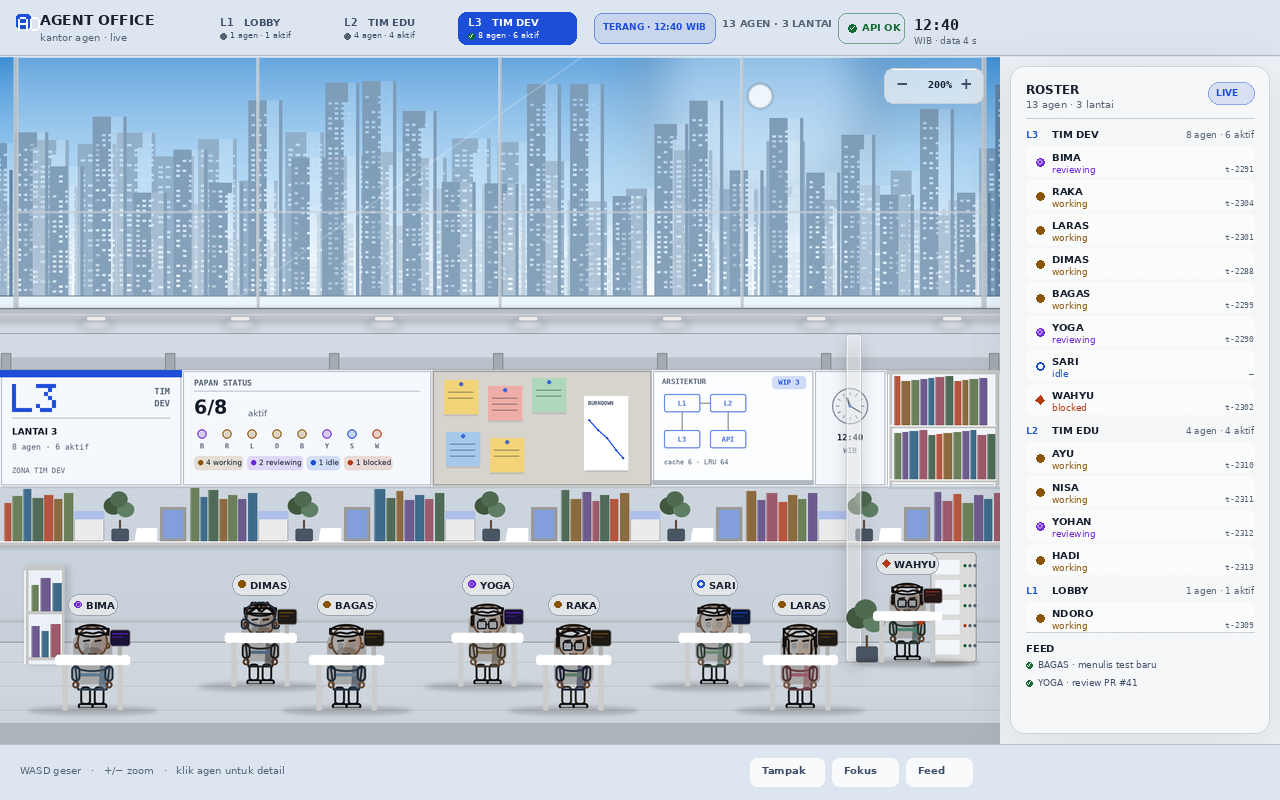 AGENT OFFICE
kantor agen · live
L1 LOBBY
1 agen · 1 aktif
L2 TIM EDU
4 agen · 4 aktif
L3 TIM DEV
8 agen · 6 aktif
TERANG · 12:40 WIB
13 AGEN · 3 LANTAI
API OK
12:40
WIB · data 4 s
− 200% +
L3
TIM
DEV
LANTAI 3
8 agen · 6 aktif
ZONA TIM DEV
PAPAN STATUS
6/8 aktif
B R L D B Y S W
4 working 2 reviewing 1 idle 1 blocked
BURNDOWN
ARSITEKTUR
WIP 3
L1 L2
L3 API
cache 6 · LRU 64
12:40
WIB
BIMA
DIMAS
BAGAS
YOGA
RAKA
SARI
LARAS
WAHYU
ROSTER
13 agen · 3 lantai
LIVE
L3 TIM DEV 8 agen · 6 aktif
BIMA
reviewing t-2291
RAKA
working t-2304
LARAS
working t-2301
DIMAS
working t-2288
BAGAS
working t-2299
YOGA
reviewing t-2290
SARI
idle —
WAHYU
blocked t-2302
L2 TIM EDU 4 agen · 4 aktif
AYU
working t-2310
NISA
working t-2311
YOHAN
reviewing t-2312
HADI
working t-2313
L1 LOBBY 1 agen · 1 aktif
NDORO
working t-2309
FEED
BAGAS · menulis test baru
YOGA · review PR #41
WASD geser · +/− zoom · klik agen untuk detail
Tampak
Fokus
Feed